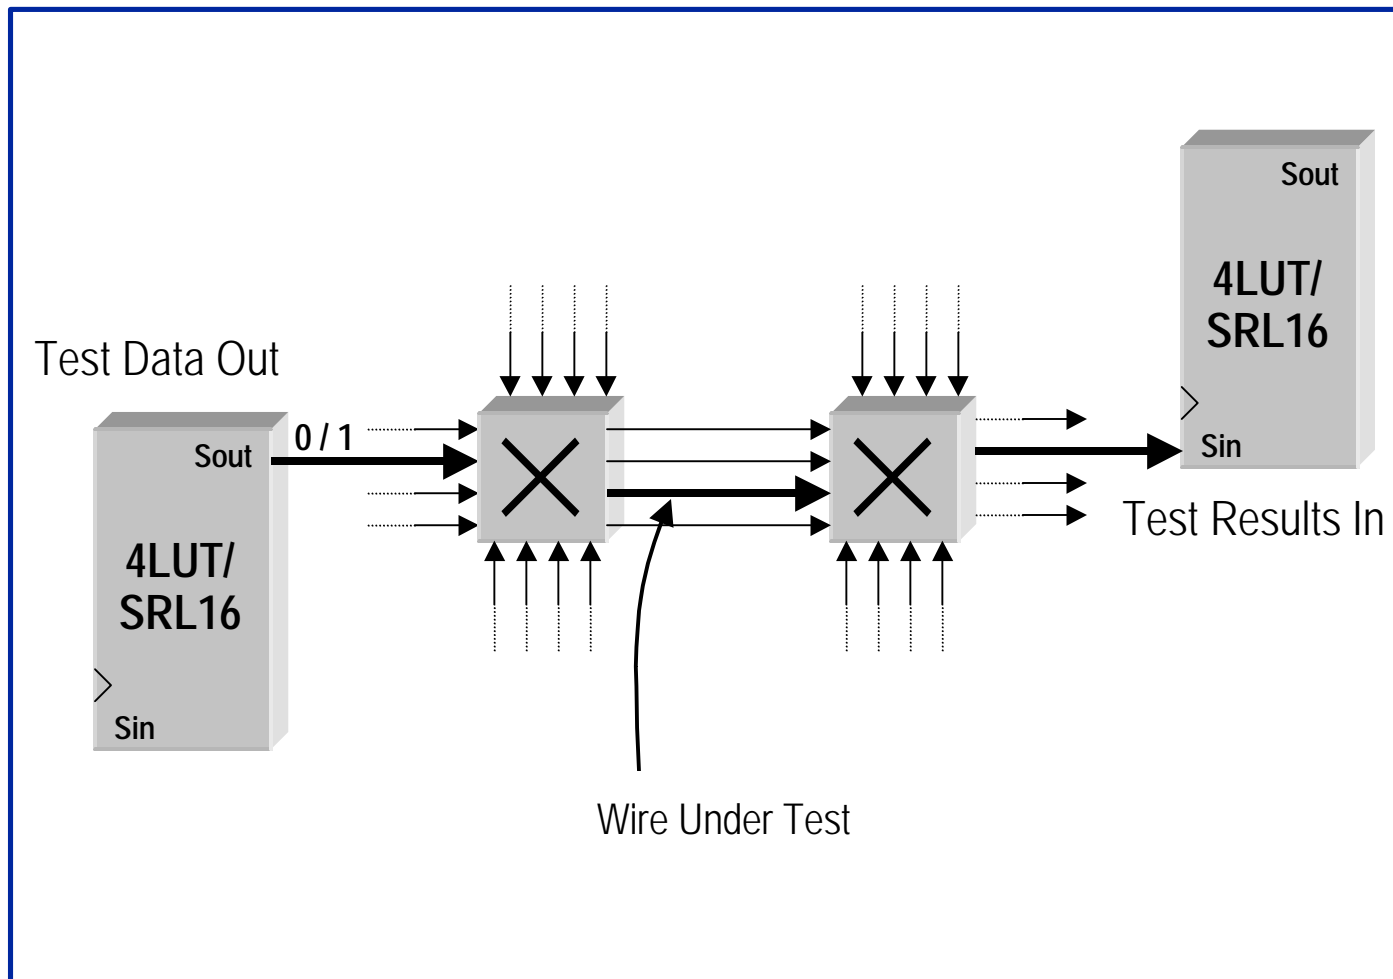 Sout
4LUT/
SRL16
Sin
Test Results In
Test Data Out
0 / 1
Sout
4LUT/
SRL16
Sin
Wire Under Test